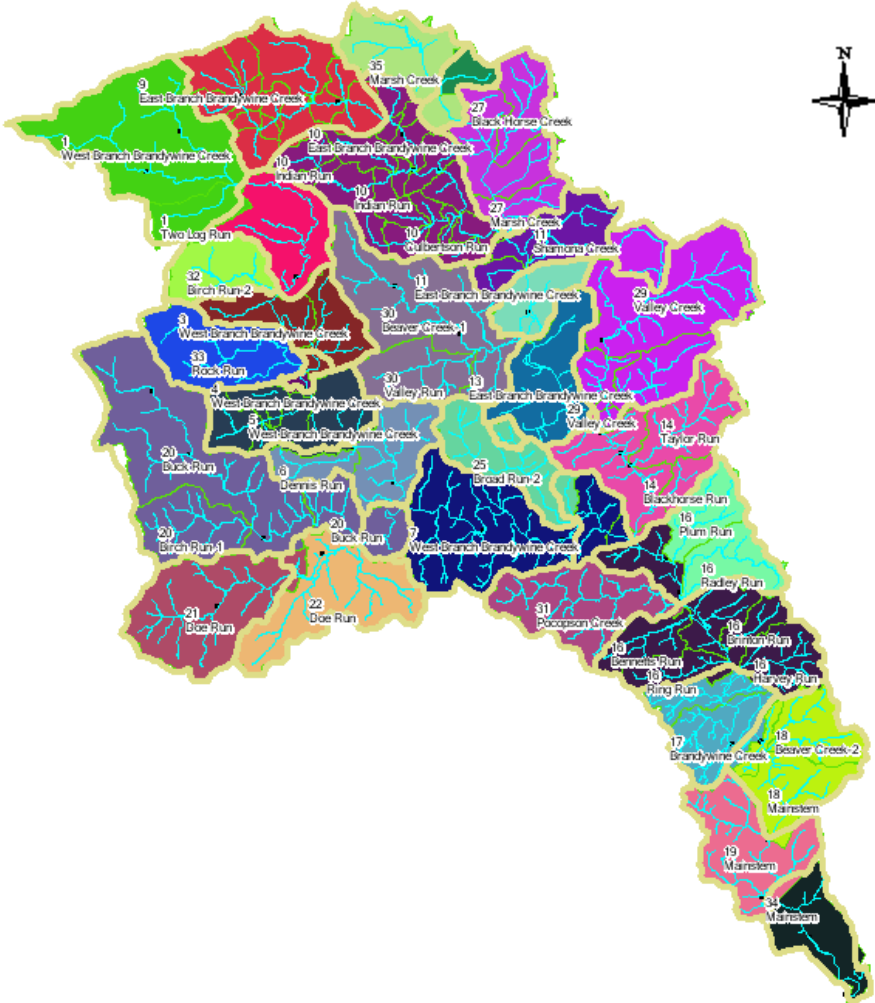 N
35
Marsh Creek
9
East Branch Brandywine Creek
27
Black Horse Creek
1
West Branch Brandywine Creek
10
East Branch Brandywine Creek
10
Indian Run
10
Indian Run
27
Marsh Creek
1
Two Log Run
10
Culbertson Run
11
Shamona Creek
32
Birch Run-2
11
East Branch Brandywine Creek
29
Valley Creek
3
West Branch Brandywine Creek
30
Beaver Creek-1
33
Rock Run
30
Valley Run
13
East Branch Brandywine Creek
4
West Branch Brandywine Creek
29
Valley Creek
5
West Branch Brandywine Creek
14
Taylor Run
20
Buck Run
6
Dennis Run
25
Broad Run-2
14
Blackhorse Run
16
Plum Run
20
Birch Run-1
20
Buck Run
7
West Branch Brandywine Creek
16
Radley Run
21
Doe Run
22
Doe Run
31
Pocopson Creek
16
Brinton Run
16
Bennetts Run
16
Harvey Run
16
Ring Run
17
Brandywine Creek
18
Beaver Creek-2
18
Mainstem
19
Mainstem
34
Mainstem